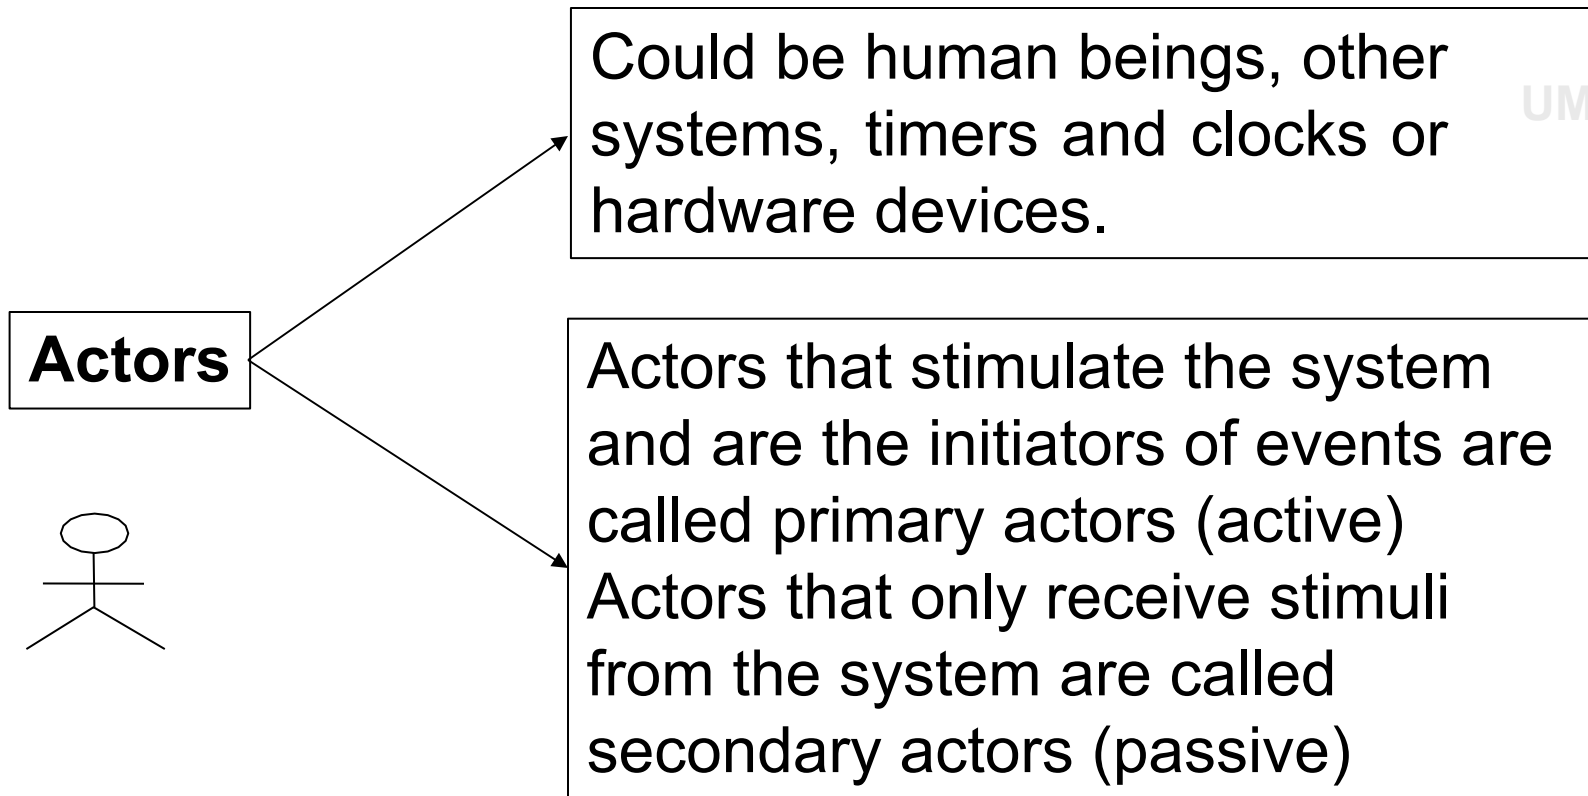 Could be human beings, other
systems, timers and clocks or
hardware devices.
UM
Actors
Actors that stimulate the system
and are the initiators of events are
called primary actors (active)
Actors that only receive stimuli
from the system are called
secondary actors (passive)